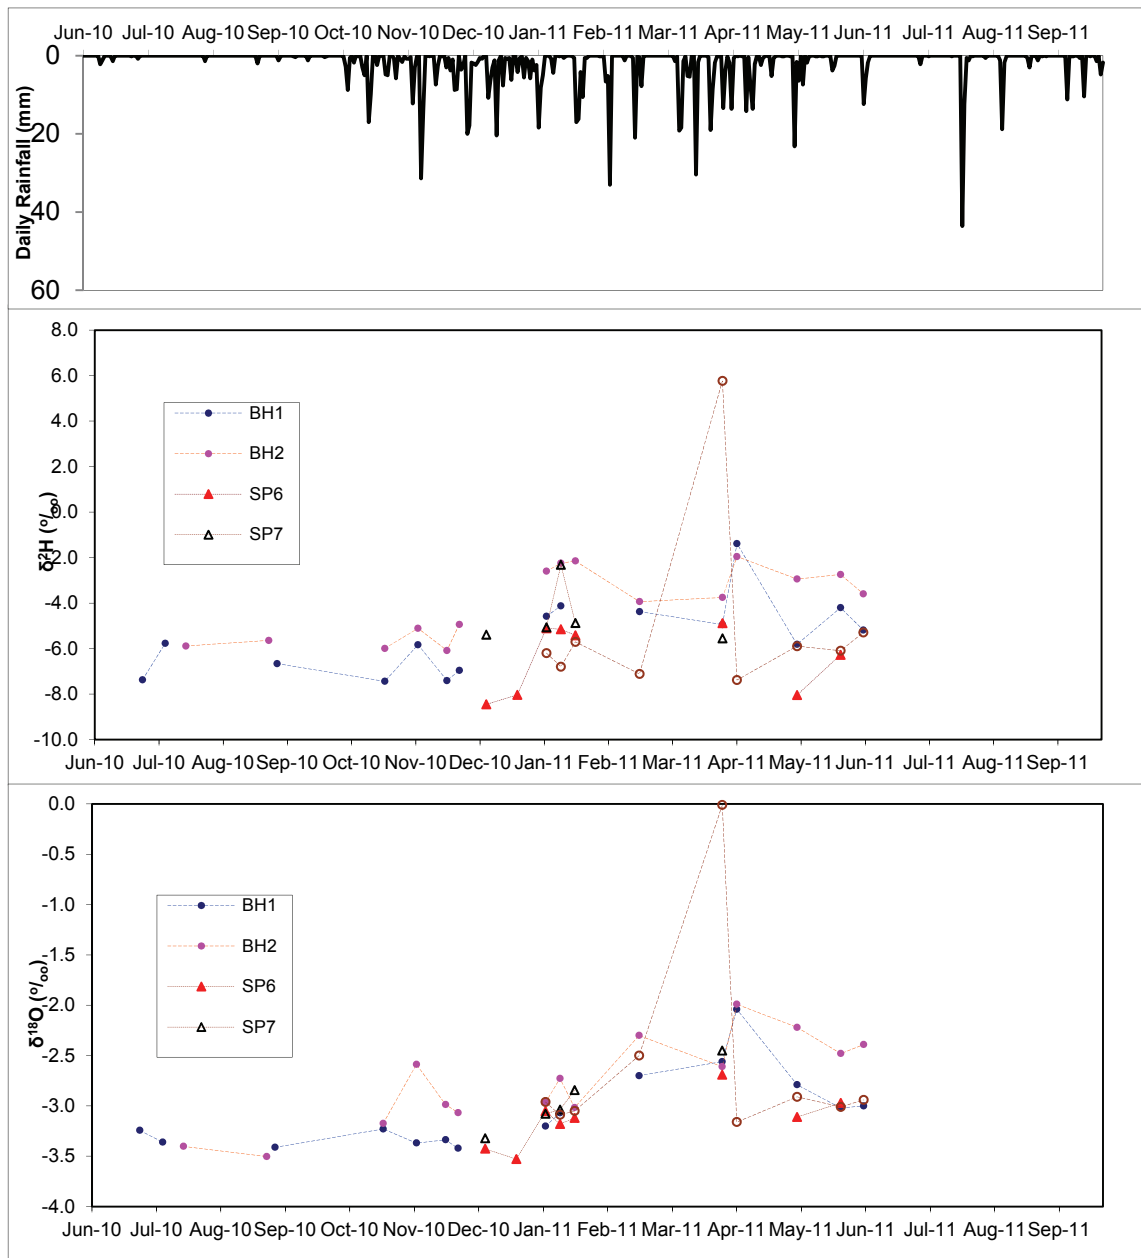 Jun-10 Jul-10 Aug-10 Sep-10 Oct-10 Nov-10 Dec-10 Jan-11 Feb-11 Mar-11 Apr-11 May-11 Jun-11 Jul-11 Aug-11 Sep-11
0
20
40
60
Daily Rainfall (mm)
8.0
6.0
4.0
2.0
0.0
-2.0
-4.0
-6.0
-8.0
-10.0
δ²H (º/ₒₒ)
BH1
BH2
SP6
SP7
Jun-10 Jul-10 Aug-10 Sep-10 Oct-10 Nov-10 Dec-10 Jan-11 Feb-11 Mar-11 Apr-11 May-11 Jun-11 Jul-11 Aug-11 Sep-11
0.0
-0.5
-1.0
-1.5
-2.0
-2.5
-3.0
-3.5
-4.0
δ¹⁸O, (º/ₒₒ),
BH1
BH2
SP6
SP7
Jun-10 Jul-10 Aug-10 Sep-10 Oct-10 Nov-10 Dec-10 Jan-11 Feb-11 Mar-11 Apr-11 May-11 Jun-11 Jul-11 Aug-11 Sep-11